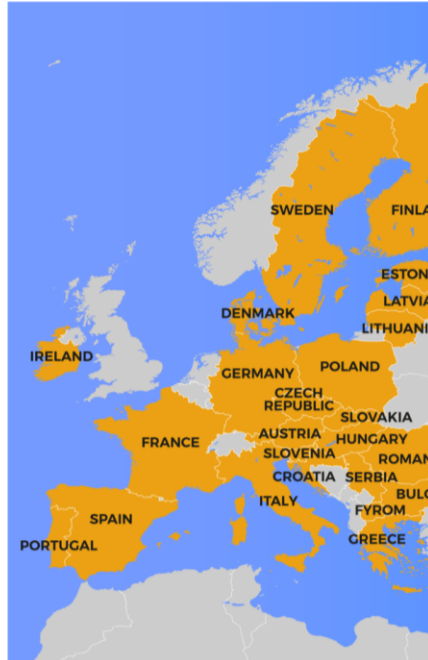 SWEDEN
FINLA
ESTON
LATVIA
DENMARK
LITHUANI
IRELAND
GERMANY
POLAND
CZECH
REPUBLIC
SLOVAKIA
AUSTRIA
HUNGARY
FRANCE
SLOVENIA
ROMAN
CROATIA
SERBIA
ITALY
BULG
SPAIN
FYROM
PORTUGAL
GREECE